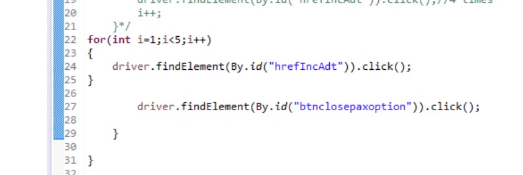 19 driver.findElement(By.id("hrefIncAdt")).click();//4 times
20 i++;
21 }*/
22 for(int i=1;i<5;i++)
23 {
24 driver.findElement(By.id("hrefIncAdt")).click();
25 }
26
27 driver.findElement(By.id("btnclosepaxoption")).click();
28
29 }
30
31 }
32